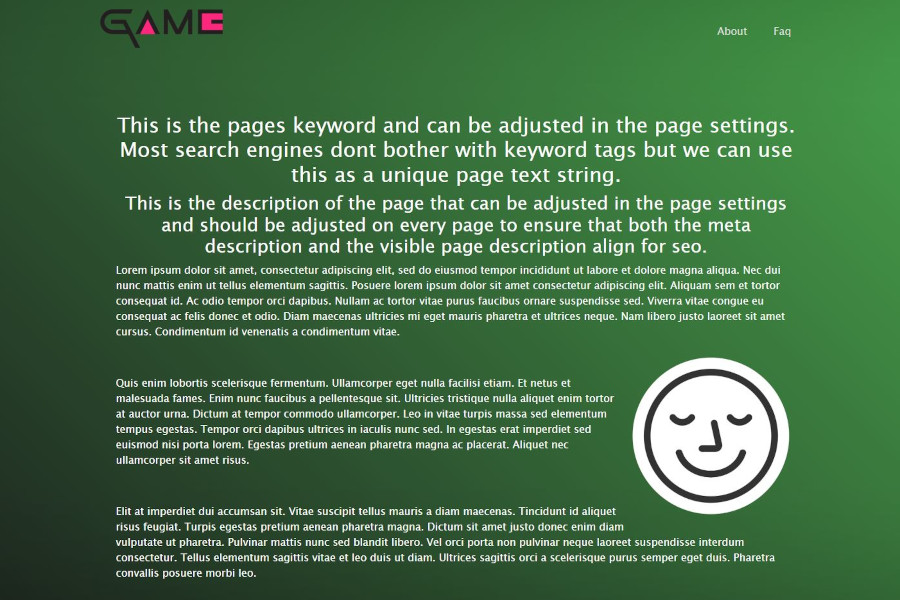 GAME
About Faq
This is the pages keyword and can be adjusted in the page settings.
Most search engines dont bother with keyword tags but we can use
this as a unique page text string.
This is the description of the page that can be adjusted in the page settings
and should be adjusted on every page to ensure that both the meta
description and the visible page description align for seo.
Lorem ipsum dolor sit amet, consectetur adipiscing elit, sed do eiusmod tempor incididunt ut labore et dolore magna aliqua. Nec dui
nunc mattis enim ut tellus elementum sagittis. Posuere lorem ipsum dolor sit amet consectetur adipiscing elit. Aliquam sem et tortor
consequat id. Ac odio tempor orci dapibus. Nullam ac tortor vitae purus faucibus ornare suspendisse sed. Viverra vitae congue eu
consequat ac felis donec et odio. Diam maecenas ultricies mi eget mauris pharetra et ultrices neque. Nam libero justo laoreet sit amet
cursus. Condimentum id venenatis a condimentum vitae.
Quis enim lobortis scelerisque fermentum. Ullamcorper eget nulla facilisi etiam. Et netus et
malesuada fames. Enim nunc faucibus a pellentesque sit. Ultricies tristique nulla aliquet enim tortor
at auctor urna. Dictum at tempor commodo ullamcorper. Leo in vitae turpis massa sed elementum
tempus egestas. Tempor orci dapibus ultrices in iaculis nunc sed. In egestas erat imperdiet sed
euismod nisi porta lorem. Egestas pretium aenean pharetra magna ac placerat. Aliquet nec
ullamcorper sit amet risus.
Elit at imperdiet dui accumsan sit. Vitae suscipit tellus mauris a diam maecenas. Tincidunt id aliquet
risus feugiat. Turpis egestas pretium aenean pharetra magna. Dictum sit amet justo donec enim diam
vulputate ut pharetra. Pulvinar mattis nunc sed blandit libero. Vel orci porta non pulvinar neque laoreet suspendisse interdum
consectetur. Tellus elementum sagittis vitae et leo duis ut diam. Ultrices sagittis orci a scelerisque purus semper eget duis. Pharetra
convallis posuere morbi leo.